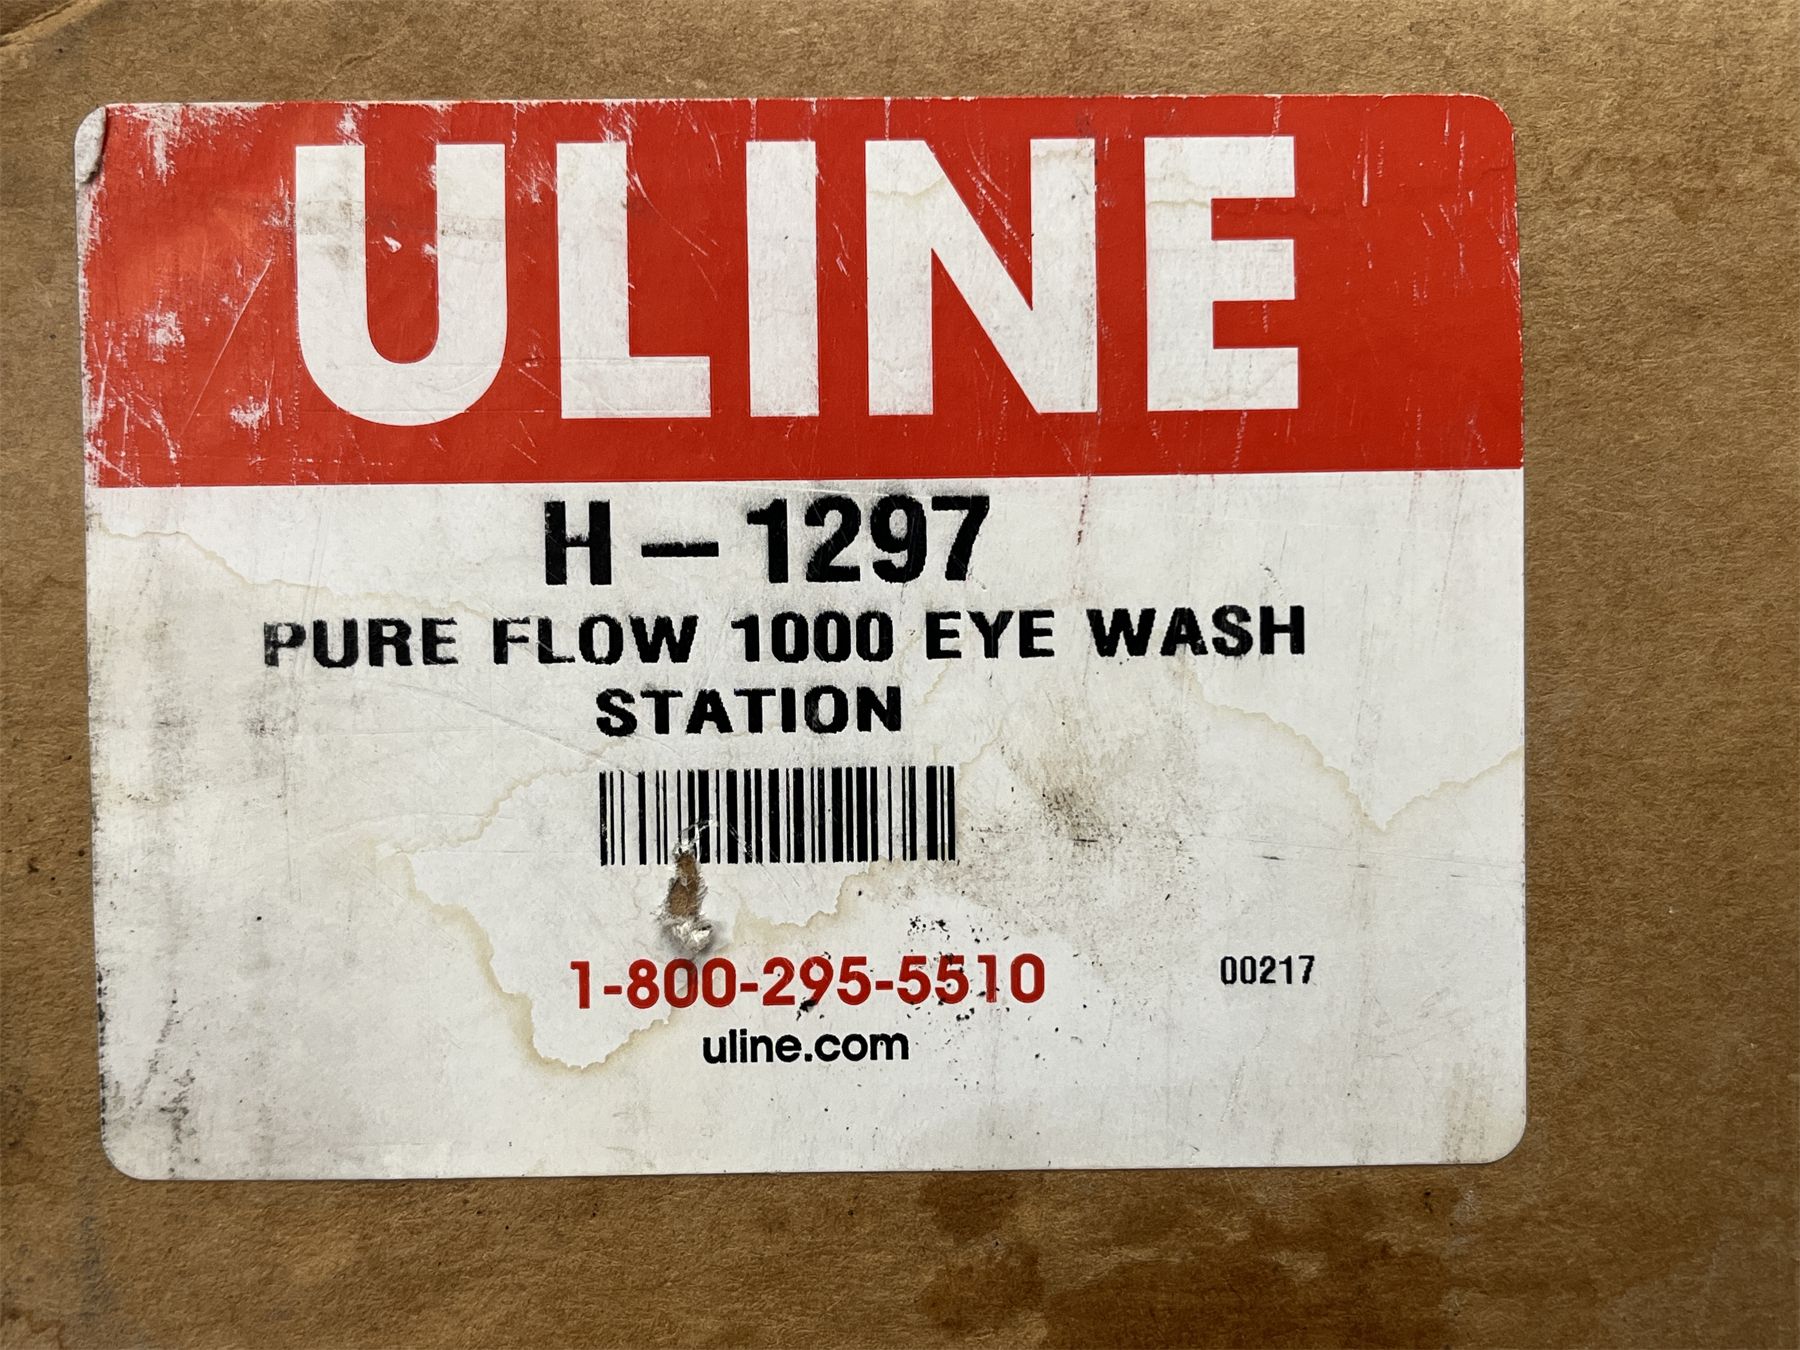 ULINE
H-1297
PURE FLOW 1000 EYE WASH
STATION
1-800-295-5510
00217
uline.com